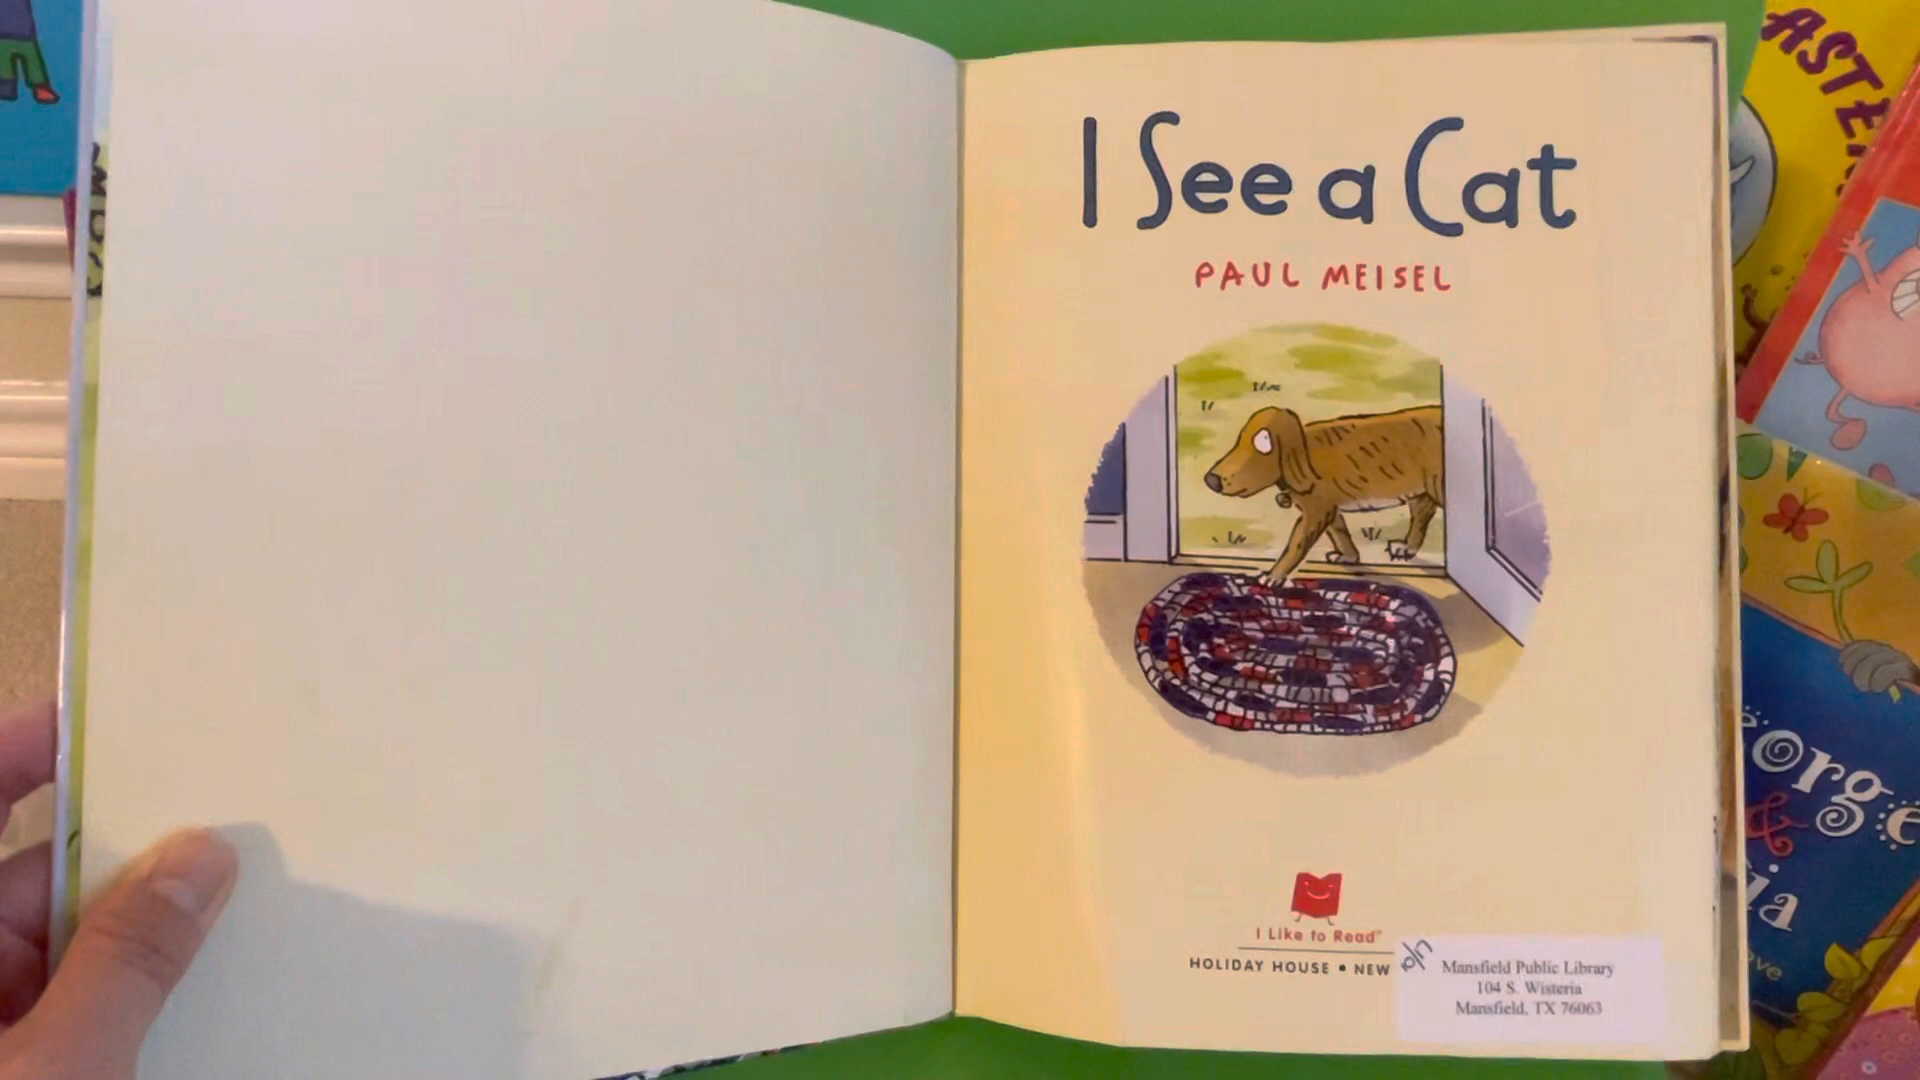 I See a Cat
PAUL MEISEL
I Like to Read®
HOLIDAY HOUSE • NEW
Mansfield Public Library
104 S. Wisteria
Mansfield, TX 76063